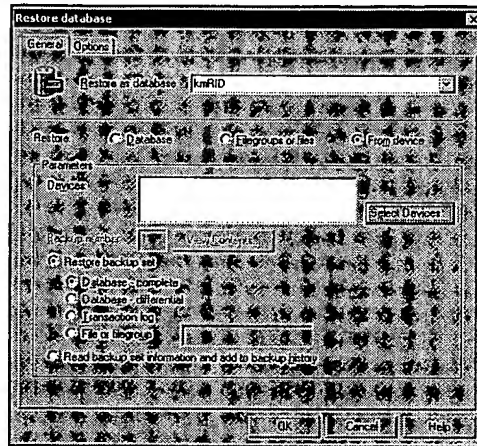 Restore database
General Options
Restore as database: kmRID
Restore: Database Filegroups or files From device
Parameters
Devices: Select Devices...
Backup number: View Contents...
Restore backup set
Database - complete
Database - differential
Transaction log
File or filegroup
Read backup set information and add to backup history
OK Cancel Help